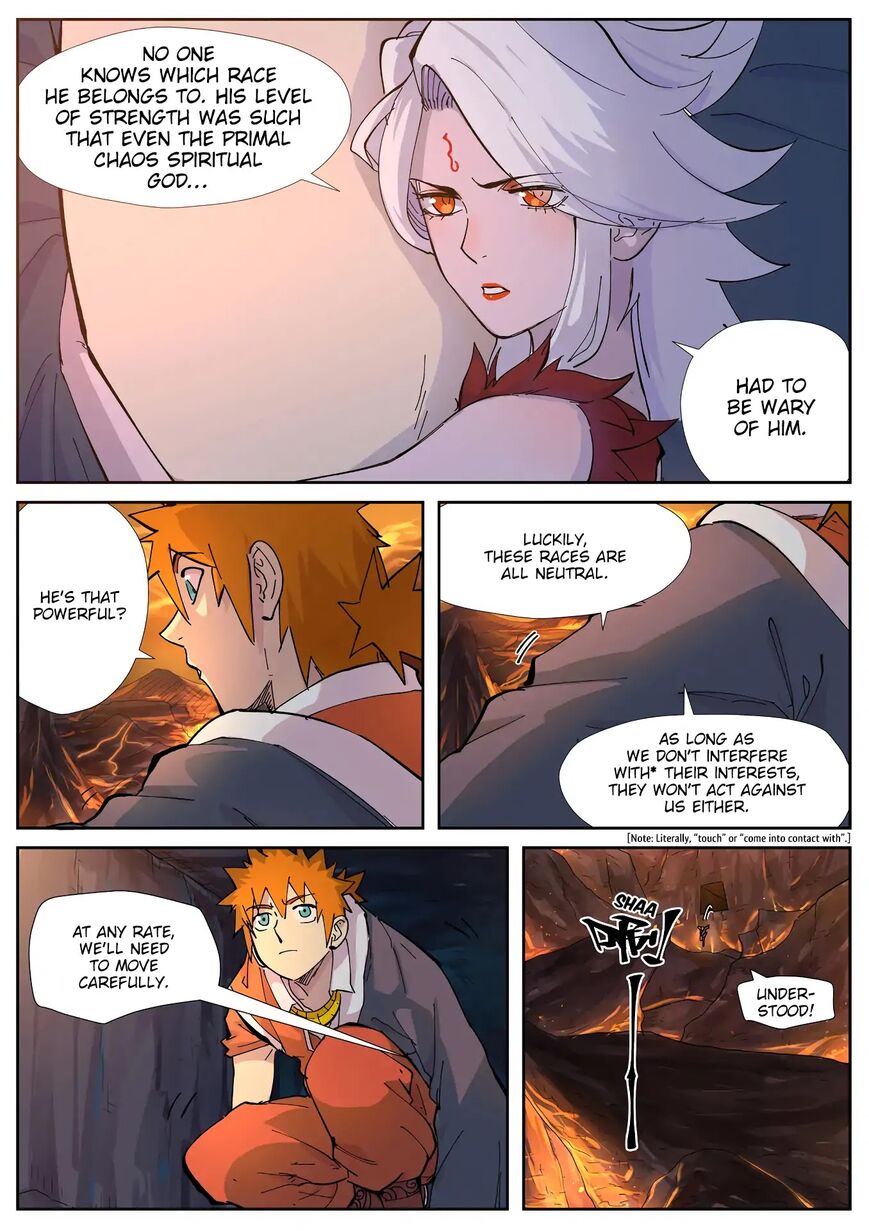 NO ONE
KNOWS WHICH RACE
HE BELONGS TO. HIS LEVEL
OF STRENGTH WAS SUCH
THAT EVEN THE PRIMAL
CHAOS SPIRITUAL
GOD...
HAD TO
BE WARY
OF HIM.
HE'S THAT
POWERFUL?
LUCKILY,
THESE RACES ARE
ALL NEUTRAL.
AS LONG AS
WE DON'T INTERFERE
WITH* THEIR INTERESTS,
THEY WON'T ACT AGAINST
US EITHER.
[Note: Literally, "touch" or "come into contact with".]
AT ANY RATE,
WE'LL NEED
TO MOVE
CAREFULLY.
SHAA
UNDER-
STOOD!